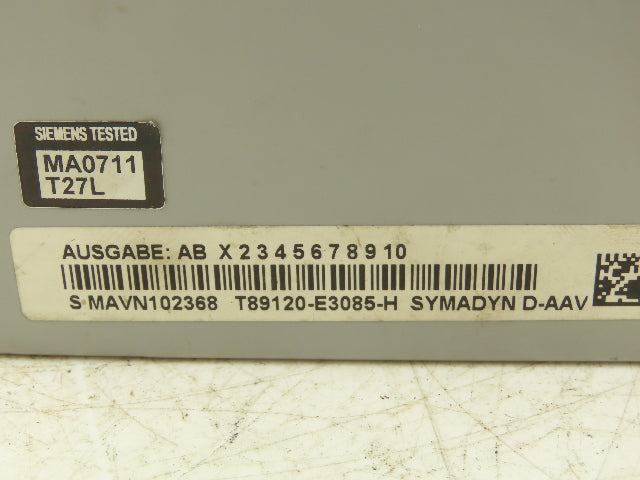 SIEMENS TESTED
MA0711
T27L
AUSGABE: AB X 2 3 4 5 6 7 8 9 10
S MAVN102368 T89120-E3085-H SYMADYN D-AAV